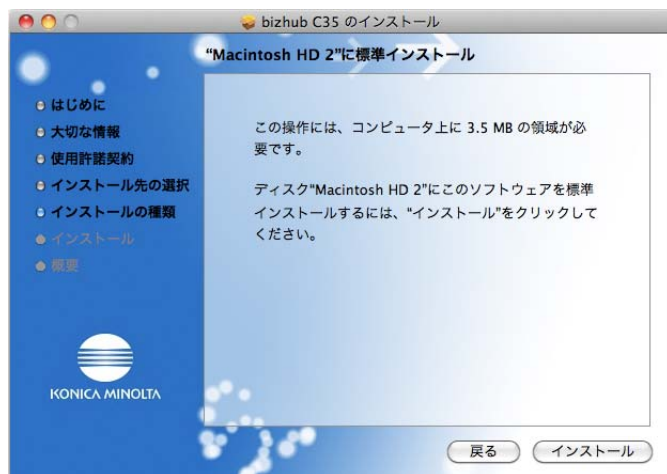 bizhub C35 のインストール
“Macintosh HD 2”に標準インストール
はじめに
大切な情報
使用許諾契約
インストール先の選択
インストールの種類
インストール
概要
この操作には、コンピュータ上に 3.5 MB の領域が必
要です。
ディスク“Macintosh HD 2”にこのソフトウェアを標準
インストールするには、“インストール”をクリックして
ください。
KONICA MINOLTA
戻る
インストール